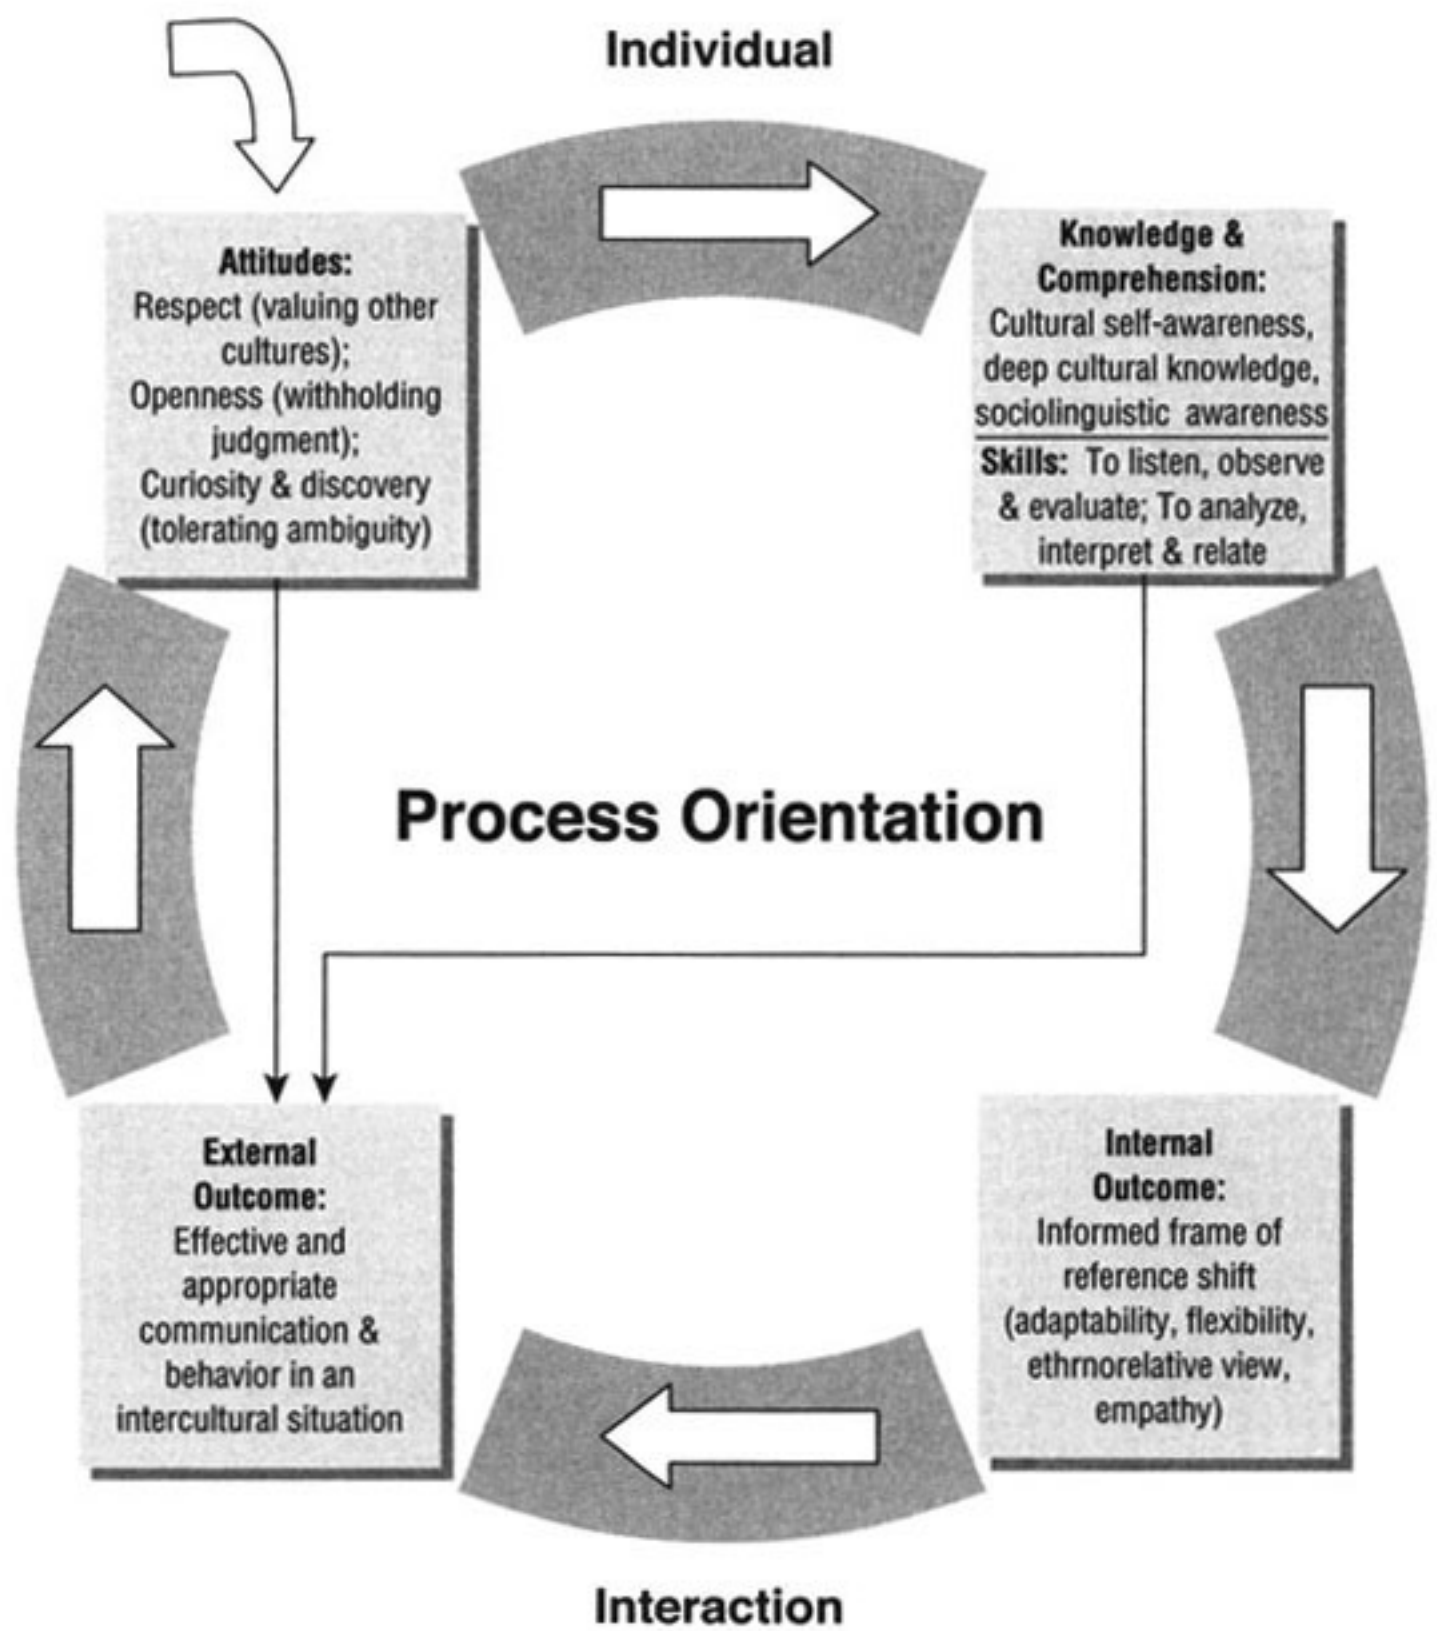 Individual
Attitudes:
Respect (valuing other
cultures);
Openness (withholding
judgment);
Curiosity & discovery
(tolerating ambiguity)
Knowledge &
Comprehension:
Cultural self-awareness,
deep cultural knowledge,
sociolinguistic awareness
Skills: To listen, observe
& evaluate; To analyze,
interpret & relate
Process Orientation
External
Outcome:
Effective and
appropriate
communication &
behavior in an
intercultural situation
Internal
Outcome:
Informed frame of
reference shift
(adaptability, flexibility,
ethrnorelative view,
empathy)
Interaction